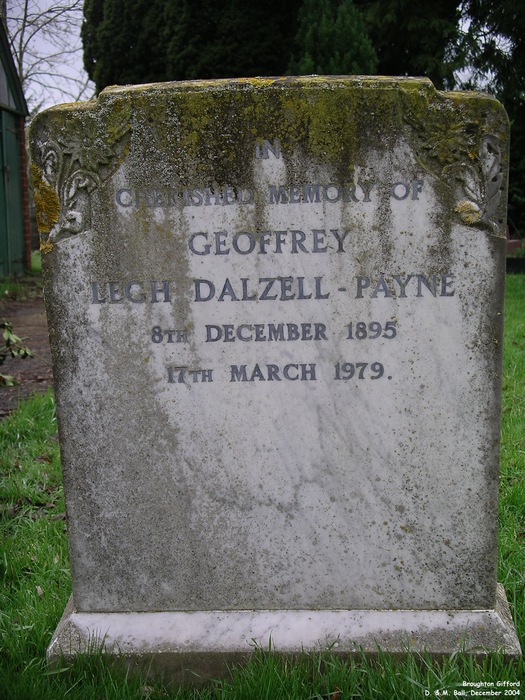 IN
CHERISHED MEMORY OF
GEOFFREY
LEGH DALZELL-PAYNE
8TH DECEMBER 1895
17TH MARCH 1979.
Broughton Gifford
D. & M. Ball, December 2004